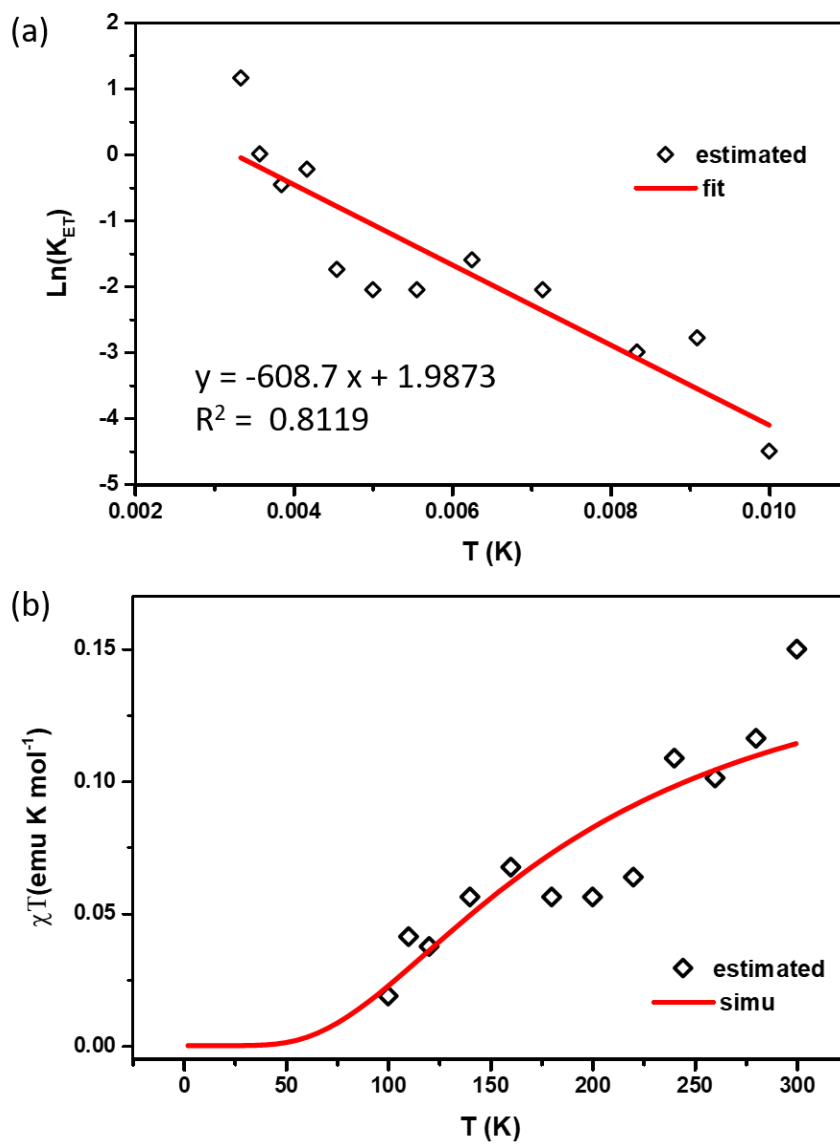 (a)
Ln(K_ET)
1
0
-1
-2
-3
-4
-5
estimated
fit
y = -608.7 x + 1.9873
R² = 0.8119
0.002 0.004 0.006 0.008 0.010
T (K)
(b)
χT(emu K mol⁻¹)
0.15
0.10
0.05
0.00
estimated
simu
0 50 100 150 200 250 300
T (K)